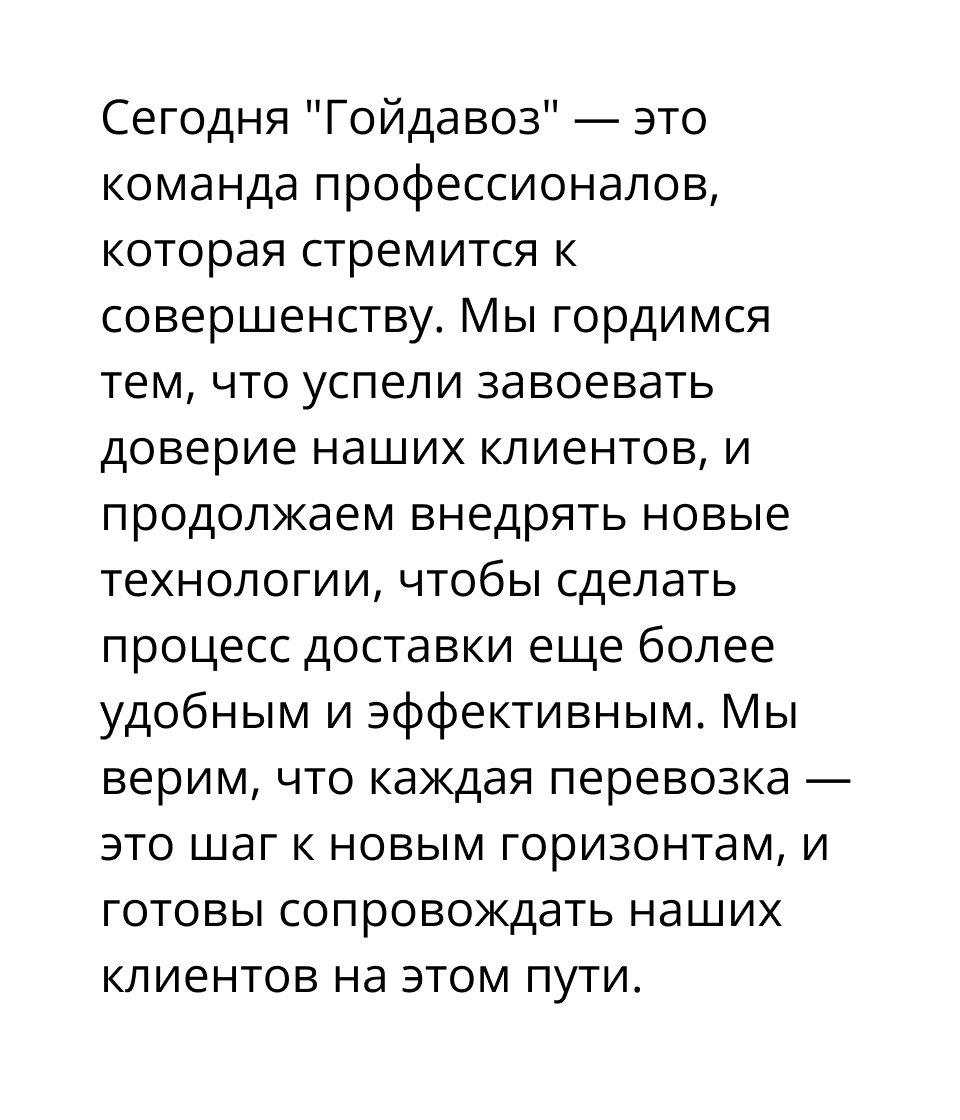 Сегодня "Гойдавоз" — это
команда профессионалов,
которая стремится к
совершенству. Мы гордимся
тем, что успели завоевать
доверие наших клиентов, и
продолжаем внедрять новые
технологии, чтобы сделать
процесс доставки еще более
удобным и эффективным. Мы
верим, что каждая перевозка —
это шаг к новым горизонтам, и
готовы сопровождать наших
клиентов на этом пути.